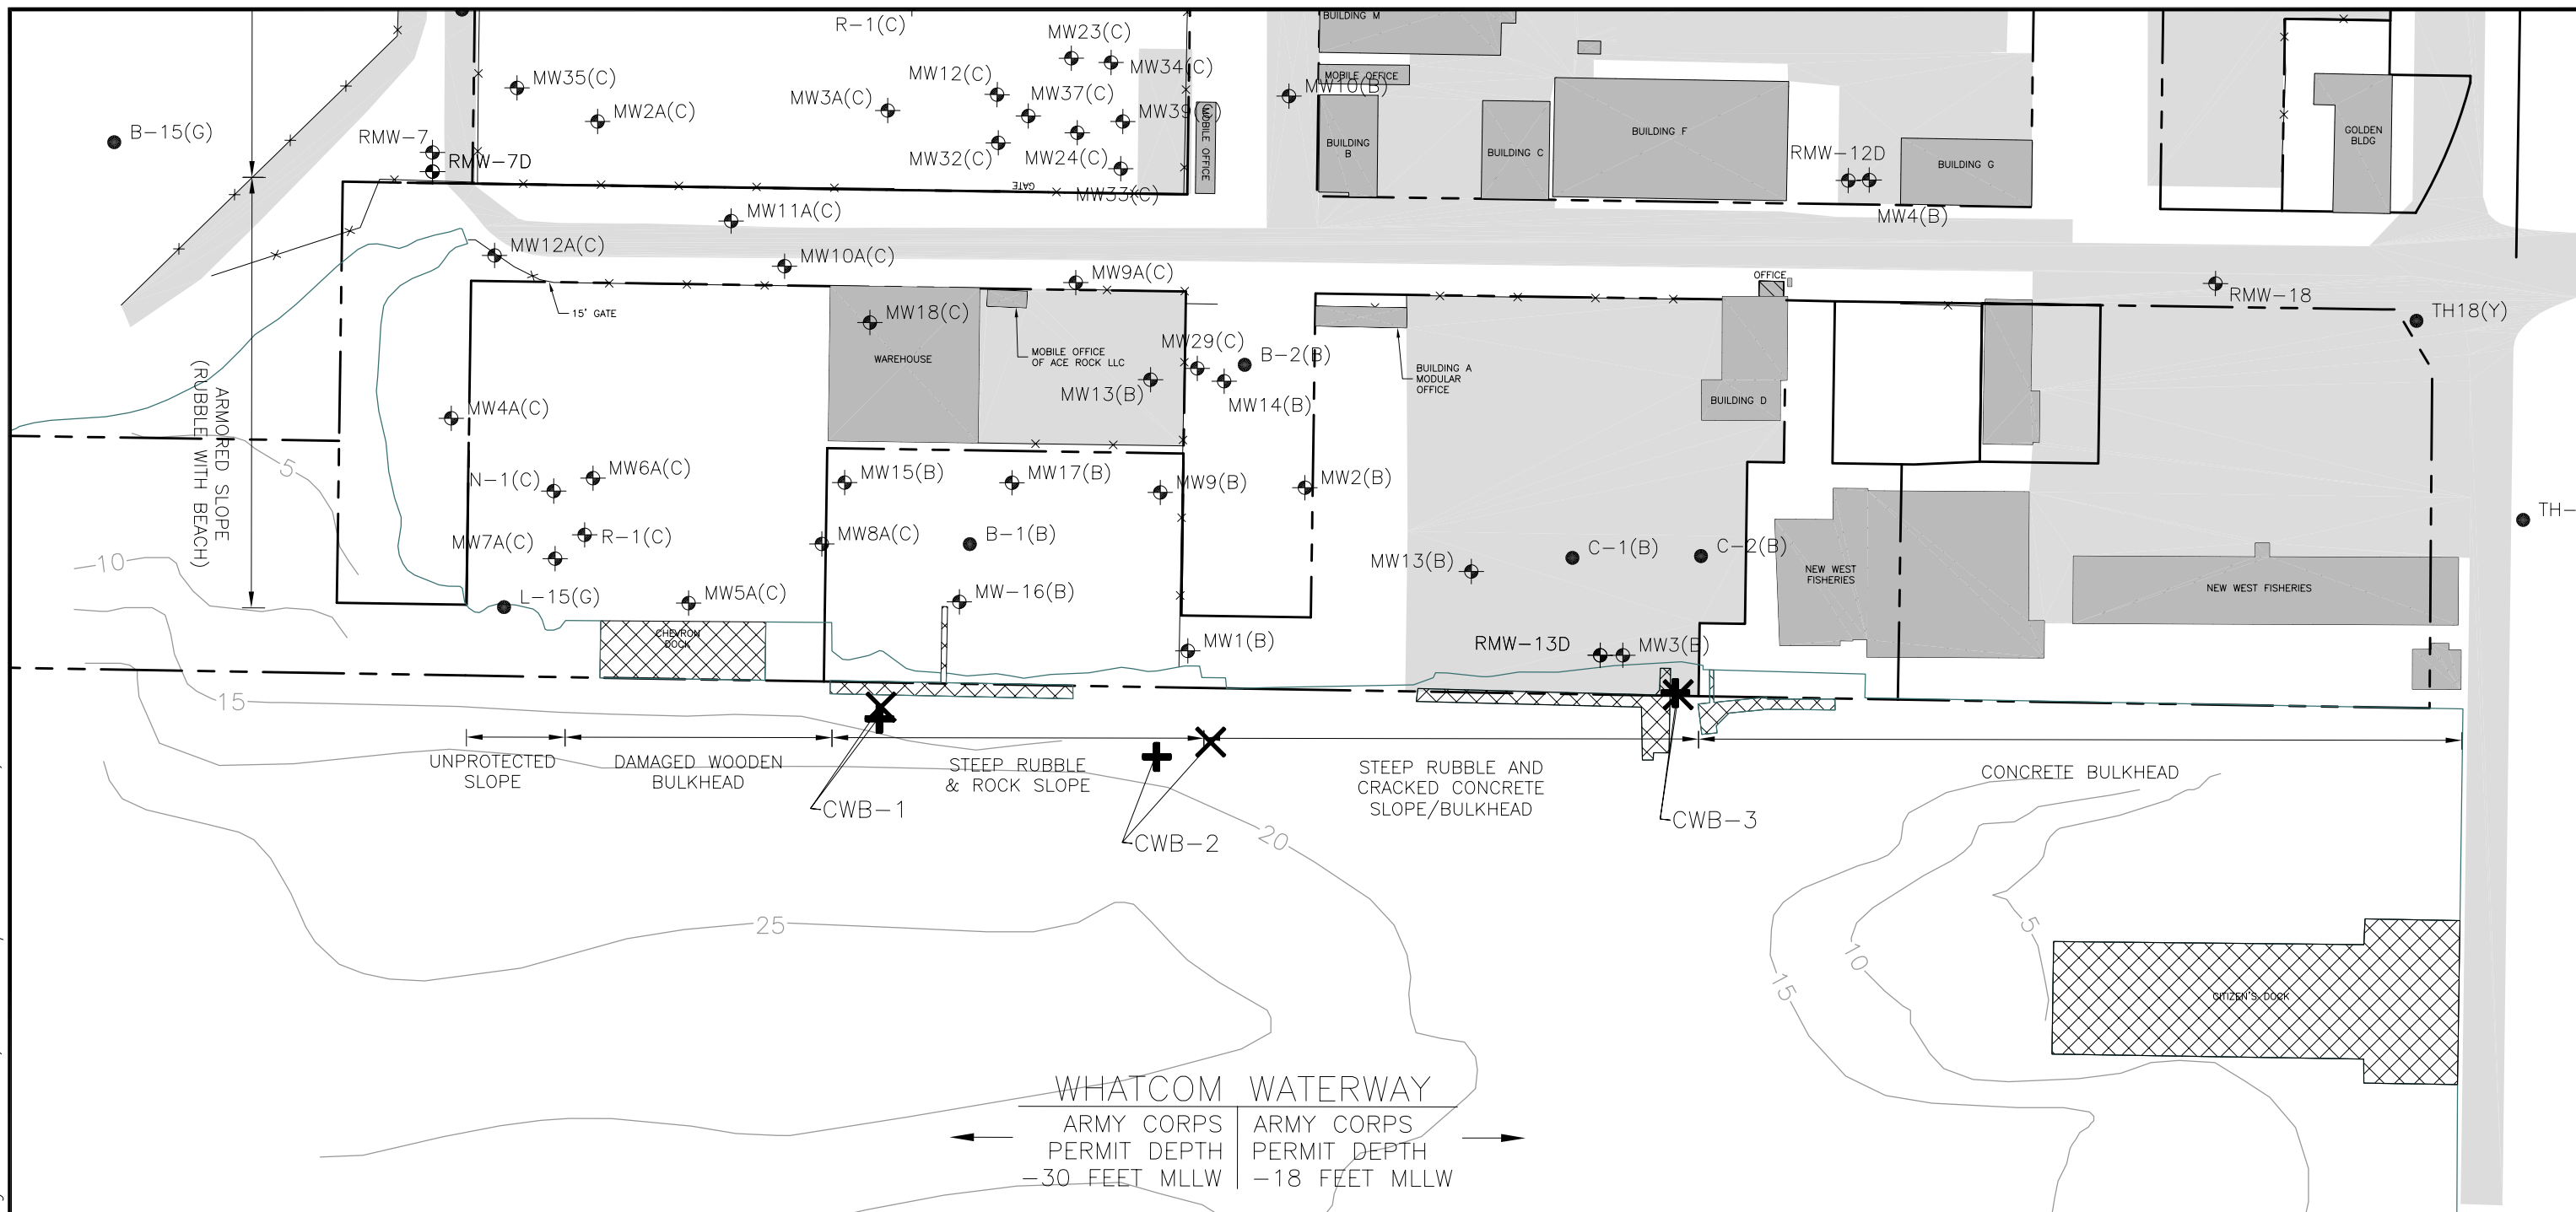 R-1(C)
BUILDING M
MW23(C)
MW34(C)
MOBILE OFFICE
MW35(C)
MW12(C)
MW10(B)
MW3A(C)
MW37(C)
MW2A(C)
MW39
MOBILE OFFICE
B-15(G)
RMW-7
RMW-7D
MW32(C)
MW24(C)
GATE
MW33(C)
BUILDING
B
BUILDING C
BUILDING F
RMW-12D
BUILDING G
MW4(B)
GOLDEN
BLDG
MW11A(C)
MW12A(C)
MW10A(C)
MW9A(C)
OFFICE
RMW-18
TH18(Y)
15' GATE
MW18(C)
WAREHOUSE
MOBILE OFFICE
OF ACE ROCK LLC
MW29(C)
B-2(B)
MW13(B)
MW14(B)
BUILDING A
MODULAR
OFFICE
BUILDING D
ARMORED SLOPE
(RUBBLE WITH BEACH)
MW4A(C)
5
MW6A(C)
N-1(C)
MW15(B)
MW17(B)
MW9(B)
MW2(B)
TH-
R-1(C)
MW7A(C)
MW8A(C)
B-1(B)
MW13(B)
C-1(B)
C-2(B)
10
NEW WEST
FISHERIES
NEW WEST FISHERIES
L-15(G)
MW5A(C)
MW-16(B)
CHEVRON
DOCK
MW1(B)
RMW-13D
MW3(B)
15
UNPROTECTED
SLOPE
DAMAGED WOODEN
BULKHEAD
STEEP RUBBLE
& ROCK SLOPE
STEEP RUBBLE AND
CRACKED CONCRETE
SLOPE/BULKHEAD
CONCRETE BULKHEAD
CWB-1
CWB-2
CWB-3
20
25
5
10
15
CITIZEN'S DOCK
WHATCOM WATERWAY
ARMY CORPS
PERMIT DEPTH
-30 FEET MLLW
ARMY CORPS
PERMIT DEPTH
-18 FEET MLLW